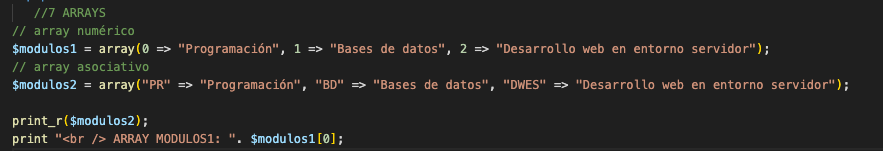 //7 ARRAYS
// array numérico
$modulos1 = array(0 => "Programación", 1 => "Bases de datos", 2 => "Desarrollo web en entorno servidor");
// array asociativo
$modulos2 = array("PR" => "Programación", "BD" => "Bases de datos", "DWES" => "Desarrollo web en entorno servidor");
print_r($modulos2);
print "<br /> ARRAY MODULOS1: ". $modulos1[0];